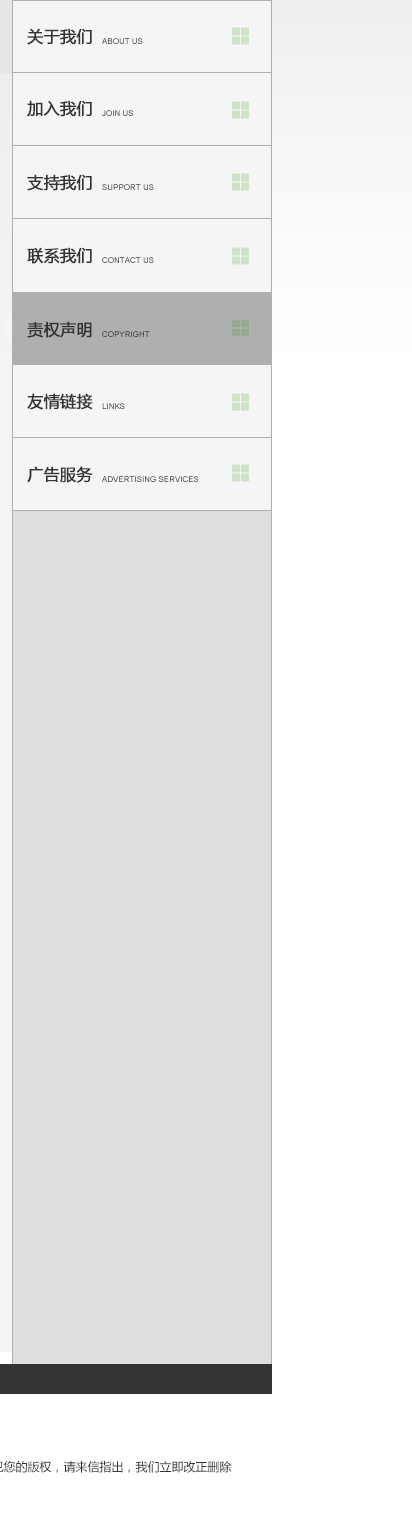 关于我们 ABOUT US
加入我们 JOIN US
支持我们 SUPPORT US
联系我们 CONTACT US
责权声明 COPYRIGHT
友情链接 LINKS
广告服务 ADVERTISING SERVICES
您的版权，请来信指出，我们立即改正删除